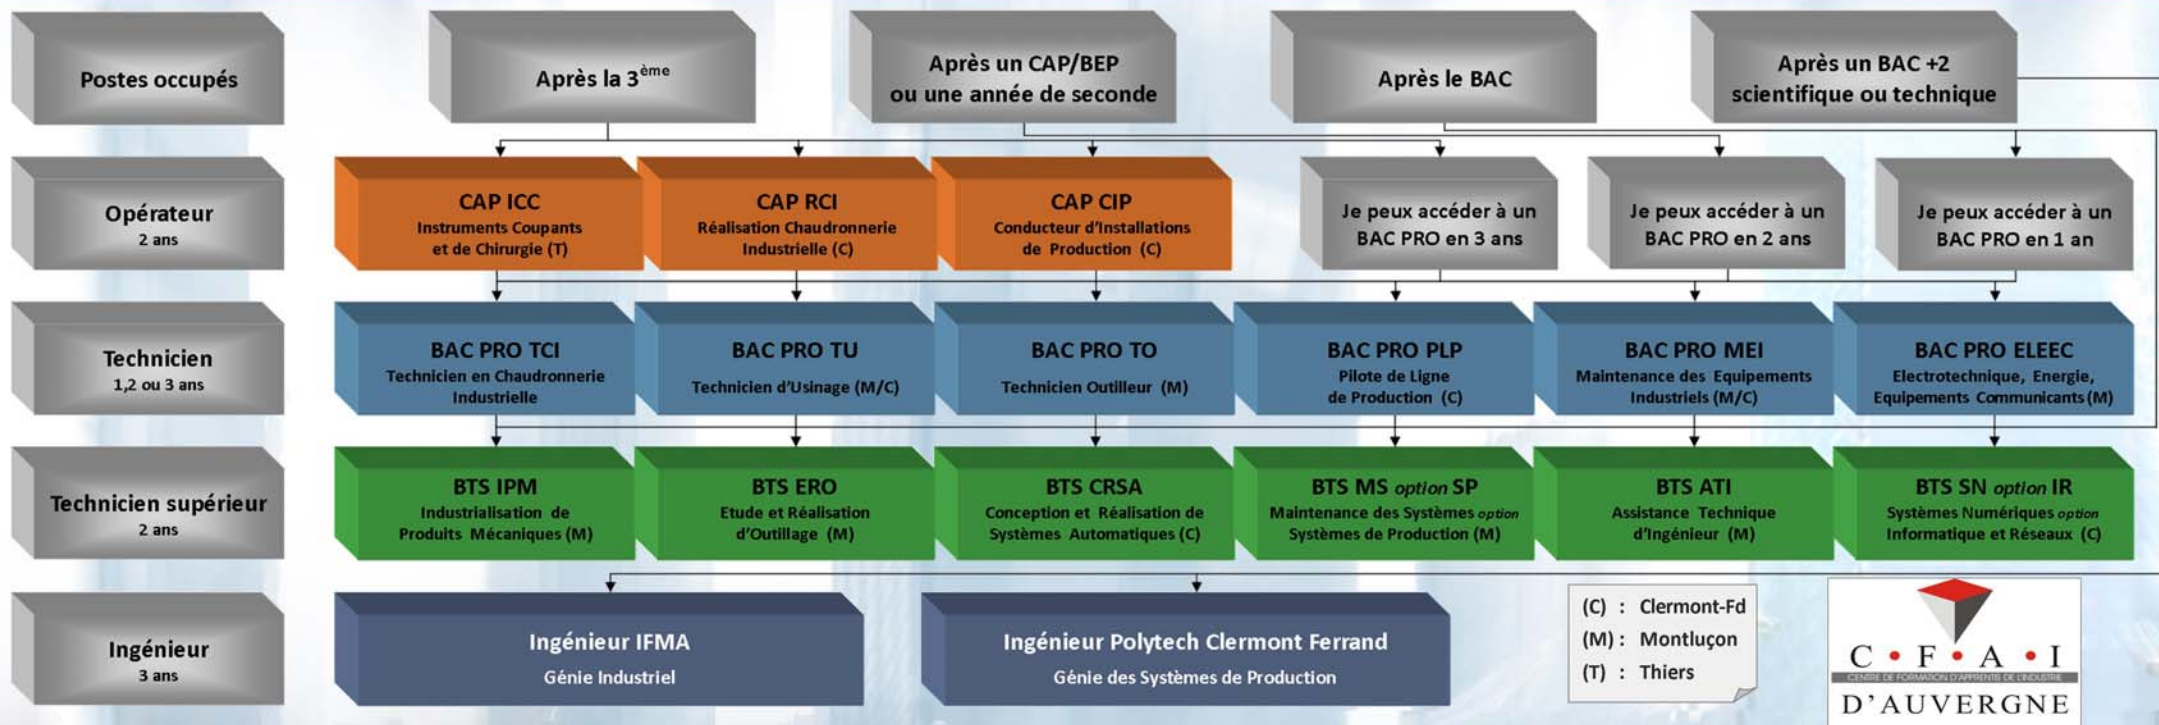 Postes occupés
Après la 3ème
Après un CAP/BEP
ou une année de seconde
Après le BAC
Après un BAC +2
scientifique ou technique
Opérateur
2 ans
CAP ICC
Instruments Coupants
et de Chirurgie (T)
CAP RCI
Réalisation Chaudronnerie
Industrielle (C)
CAP CIP
Conducteur d'Installations
de Production (C)
Je peux accéder à un
BAC PRO en 3 ans
Je peux accéder à un
BAC PRO en 2 ans
Je peux accéder à un
BAC PRO en 1 an
Technicien
1,2 ou 3 ans
BAC PRO TCI
Technicien en Chaudronnerie
Industrielle
BAC PRO TU
Technicien d'Usinage (M/C)
BAC PRO TO
Technicien Outilleur (M)
BAC PRO PLP
Pilote de Ligne
de Production (C)
BAC PRO MEI
Maintenance des Equipements
Industriels (M/C)
BAC PRO ELEEC
Electrotechnique, Energie,
Equipements Communicants (M)
Technicien supérieur
2 ans
BTS IPM
Industrialisation de
Produits Mécaniques (M)
BTS ERO
Etude et Réalisation
d'Outillage (M)
BTS CRSA
Conception et Réalisation de
Systèmes Automatiques (C)
BTS MS option SP
Maintenance des Systèmes option
Systèmes de Production (M)
BTS ATI
Assistance Technique
d'Ingénieur (M)
BTS SN option IR
Systèmes Numériques option
Informatique et Réseaux (C)
Ingénieur
3 ans
Ingénieur IFMA
Génie Industriel
Ingénieur Polytech Clermont Ferrand
Génie des Systèmes de Production
(C) : Clermont-Fd
(M) : Montluçon
(T) : Thiers
C • F • A • I
CENTRE DE FORMATION D'APPRENTIS DE L'INDUSTRIE
D'AUVERGNE